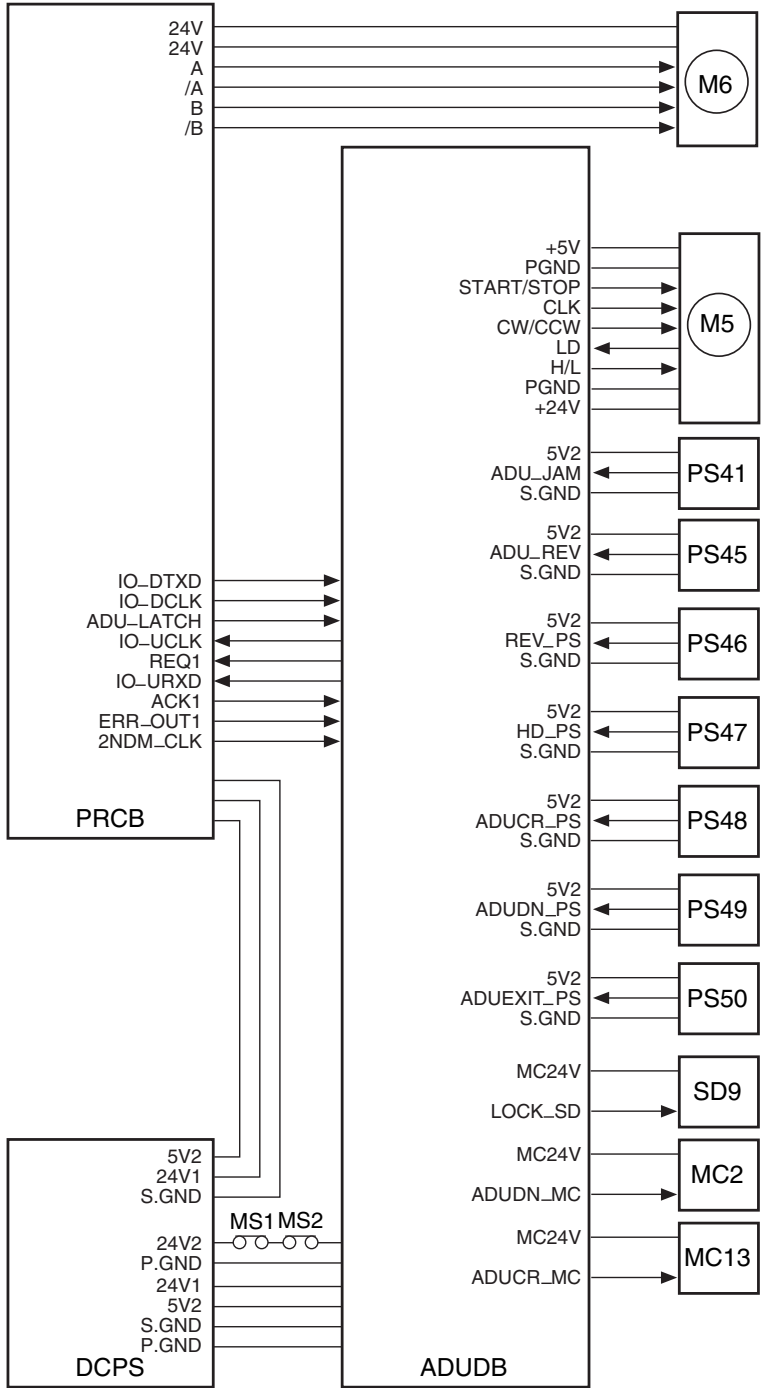 24V
24V
A
/A
B
/B
M6
+5V
PGND
START/STOP
CLK
CW/CCW
LD
H/L
PGND
+24V
M5
5V2
ADU_JAM
S.GND
PS41
5V2
ADU_REV
S.GND
PS45
IO_DTXD
IO_DCLK
ADU_LATCH
IO_UCLK
REQ1
IO_URXD
ACK1
ERR_OUT1
2NDM_CLK
5V2
REV_PS
S.GND
PS46
5V2
HD_PS
S.GND
PS47
PRCB
5V2
ADUCR_PS
S.GND
PS48
5V2
ADUDN_PS
S.GND
PS49
5V2
ADUEXIT_PS
S.GND
PS50
MC24V
LOCK_SD
SD9
MC24V
ADUDN_MC
MC2
MC24V
ADUCR_MC
MC13
5V2
24V1
S.GND
MS1 MS2
24V2
P.GND
24V1
5V2
S.GND
P.GND
DCPS
ADUDB